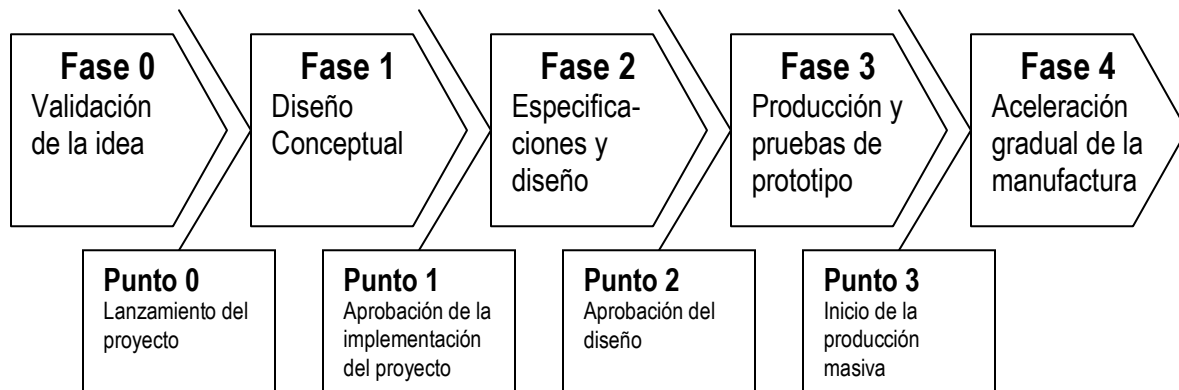 Fase 0
Validación
de la idea
Fase 1
Diseño
Conceptual
Fase 2
Especifica-
ciones y
diseño
Fase 3
Producción y
pruebas de
prototipo
Fase 4
Aceleración
gradual de la
manufactura
Punto 0
Lanzamiento del
proyecto
Punto 1
Aprobación de la
implementación
del proyecto
Punto 2
Aprobación del
diseño
Punto 3
Inicio de la
producción
masiva